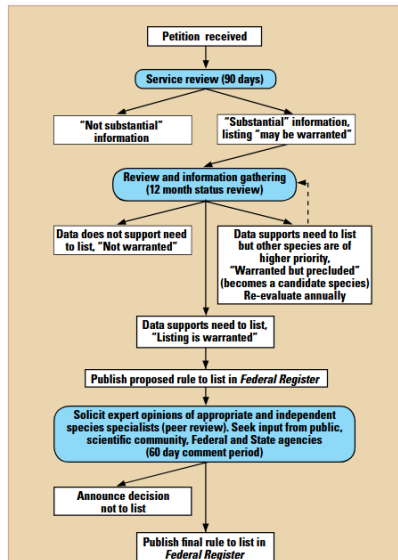 Petition received
Service review (90 days)
“Not substantial”
information
“Substantial” information,
listing “may be warranted”
Review and information gathering
(12 month status review)
Data does not support need
to list, “Not warranted”
Data supports need to list
but other species are of
higher priority,
“Warranted but precluded”
(becomes a candidate species)
Re-evaluate annually
Data supports need to list,
“Listing is warranted”
Publish proposed rule to list in Federal Register
Solicit expert opinions of appropriate and independent
species specialists (peer review). Seek input from public,
scientific community, Federal and State agencies
(60 day comment period)
Announce decision
not to list
Publish final rule to list in
Federal Register